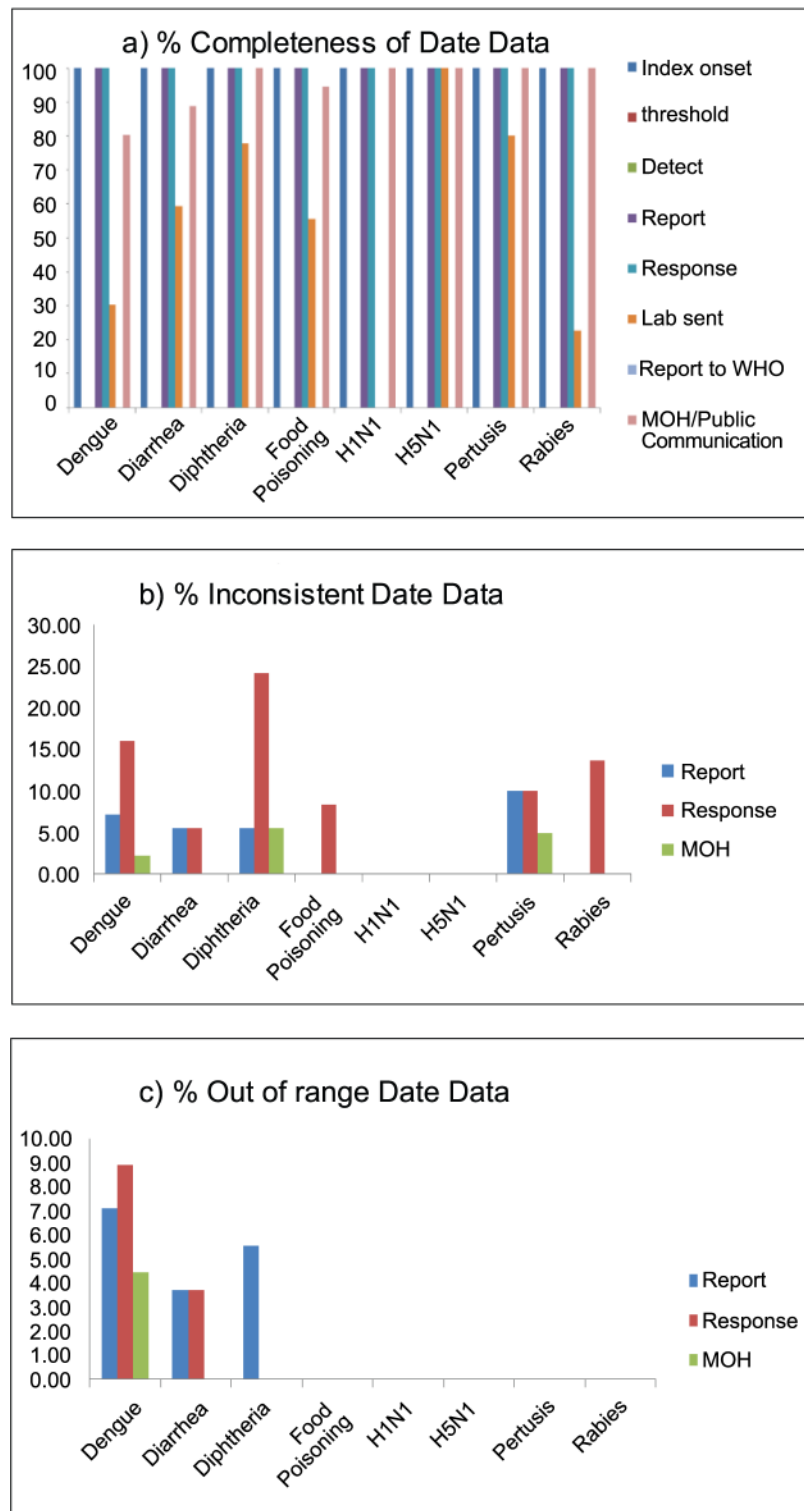 a) % Completeness of Date Data
100
90
80
70
60
50
40
30
20
10
0
Dengue
Diarrhea
Diphtheria
Food
Poisoning
H1N1
H5N1
Pertusis
Rabies
Index onset
threshold
Detect
Report
Response
Lab sent
Report to WHO
MOH/Public
Communication
b) % Inconsistent Date Data
30.00
25.00
20.00
15.00
10.00
5.00
0.00
Dengue
Diarrhea
Diphtheria
Food
Poisoning
H1N1
H5N1
Pertusis
Rabies
Report
Response
MOH
c) % Out of range Date Data
10.00
9.00
8.00
7.00
6.00
5.00
4.00
3.00
2.00
1.00
0.00
Dengue
Diarrhea
Diphtheria
Food
Poisoning
H1N1
H5N1
Pertusis
Rabies
Report
Response
MOH